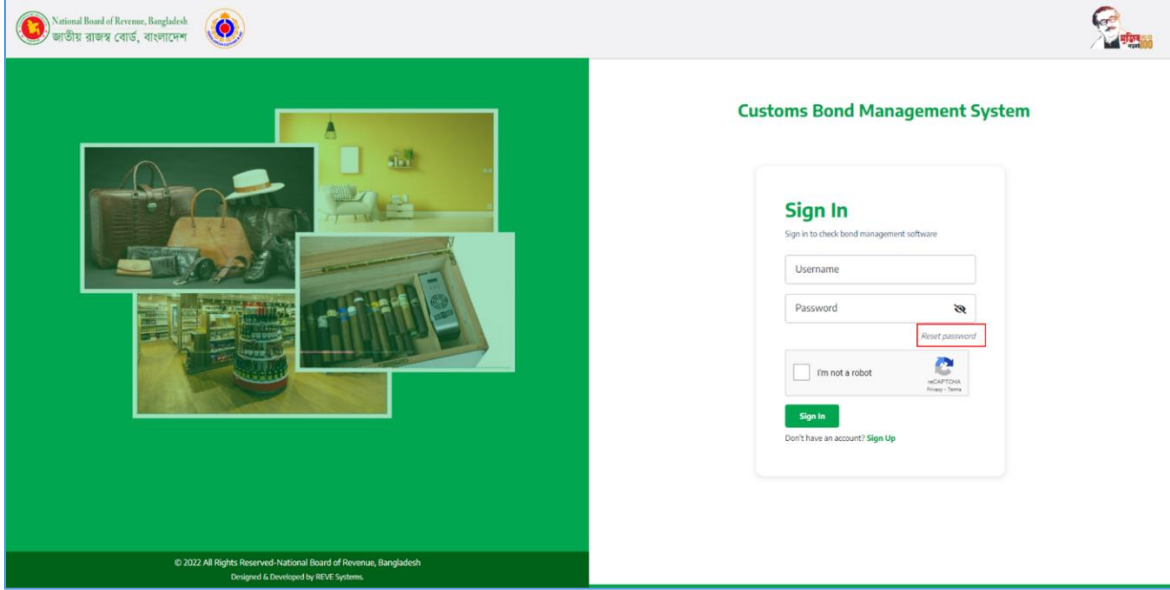 National Board of Revenue, Bangladesh
জাতীয় রাজস্ব বোর্ড, বাংলাদেশ
মুজিব
100
Customs Bond Management System
Sign In
Sign in to check bond management software
Username
Password
Reset password
I'm not a robot
reCAPTCHA
Privacy - Terms
Sign In
Don't have an account? Sign Up
© 2022 All Rights Reserved-National Board of Revenue, Bangladesh
Designed & Developed by REVE Systems.